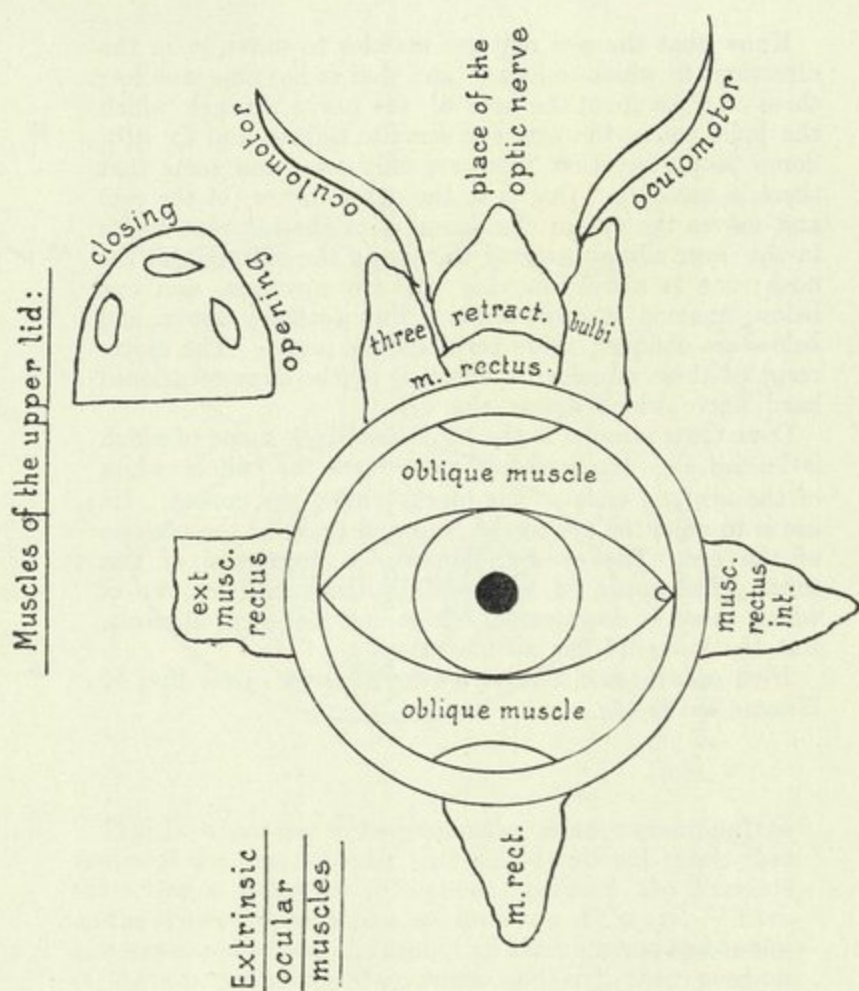 Muscles of the upper lid:
closing
opening
oculomotor
place of the
optic nerve
oculomotor
three
retract.
bulbi
m. rectus.
oblique muscle
ext
musc.
rectus
musc.
rectus
int.
oblique muscle
m. rect.
Extrinsic
ocular
muscles